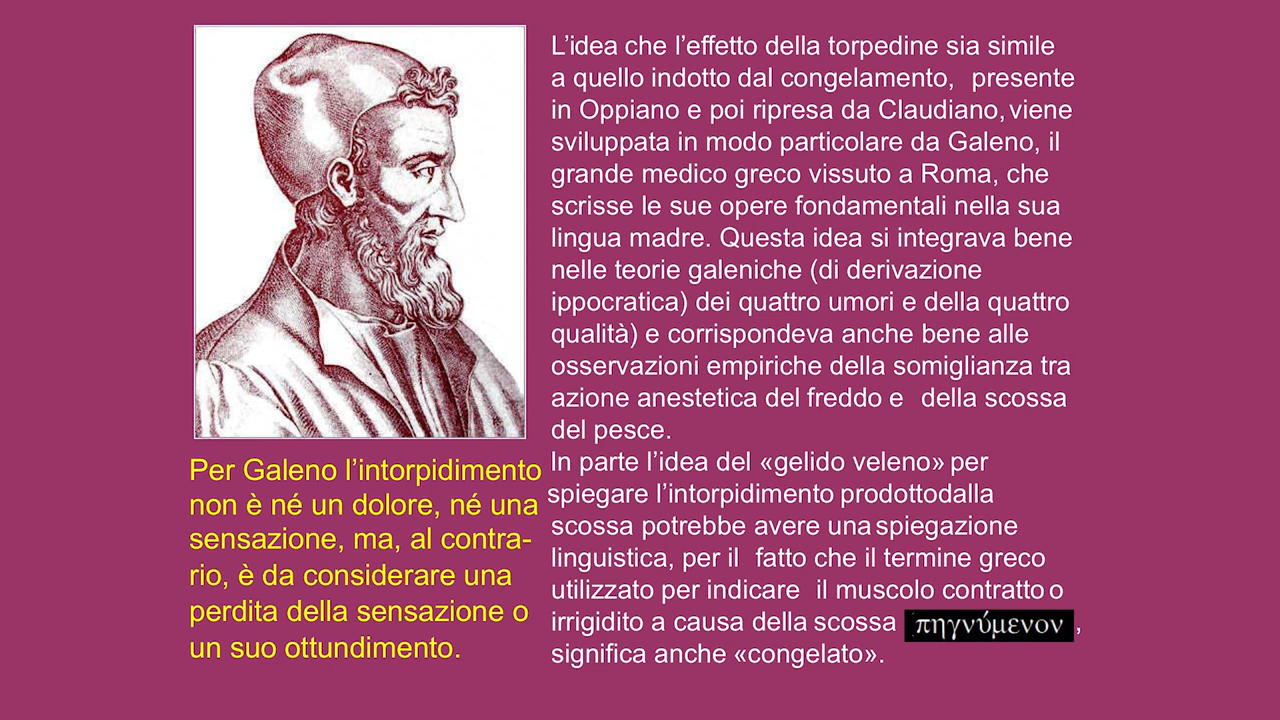 L’idea che l’effetto della torpedine sia simile
a quello indotto dal congelamento, presente
in Oppiano e poi ripresa da Claudiano, viene
sviluppata in modo particolare da Galeno, il
grande medico greco vissuto a Roma, che
scrisse le sue opere fondamentali nella sua
lingua madre. Questa idea si integrava bene
nelle teorie galeniche (di derivazione
ippocratica) dei quattro umori e della quattro
qualità) e corrispondeva anche bene alle
osservazioni empiriche della somiglianza tra
azione anestetica del freddo e della scossa
del pesce.
In parte l’idea del «gelido veleno» per
spiegare l’intorpidimento prodottodalla
scossa potrebbe avere una spiegazione
linguistica, per il fatto che il termine greco
utilizzato per indicare il muscolo contratto o
irrigidito a causa della scossa πηγνύμενον ,
significa anche «congelato».
Per Galeno l’intorpidimento
non è né un dolore, né una
sensazione, ma, al contra-
rio, è da considerare una
perdita della sensazione o
un suo ottundimento.